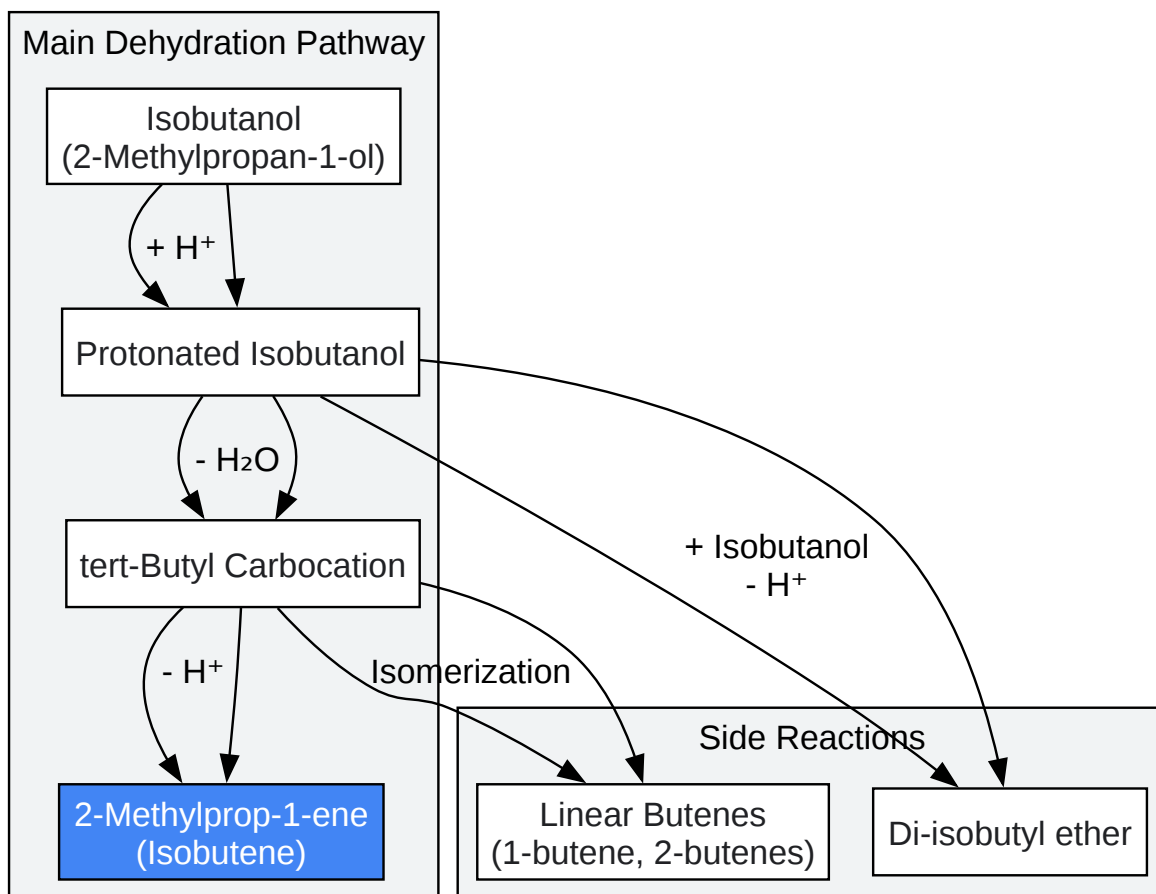 Main Dehydration Pathway
Isobutanol
(2-Methylpropan-1-ol)
+ H⁺
Protonated Isobutanol
- H₂O
tert-Butyl Carbocation
+ Isobutanol
- H⁺
- H⁺
Isomerization
Side Reactions
2-Methylprop-1-ene
(Isobutene)
Linear Butenes
(1-butene, 2-butenes)
Di-isobutyl ether